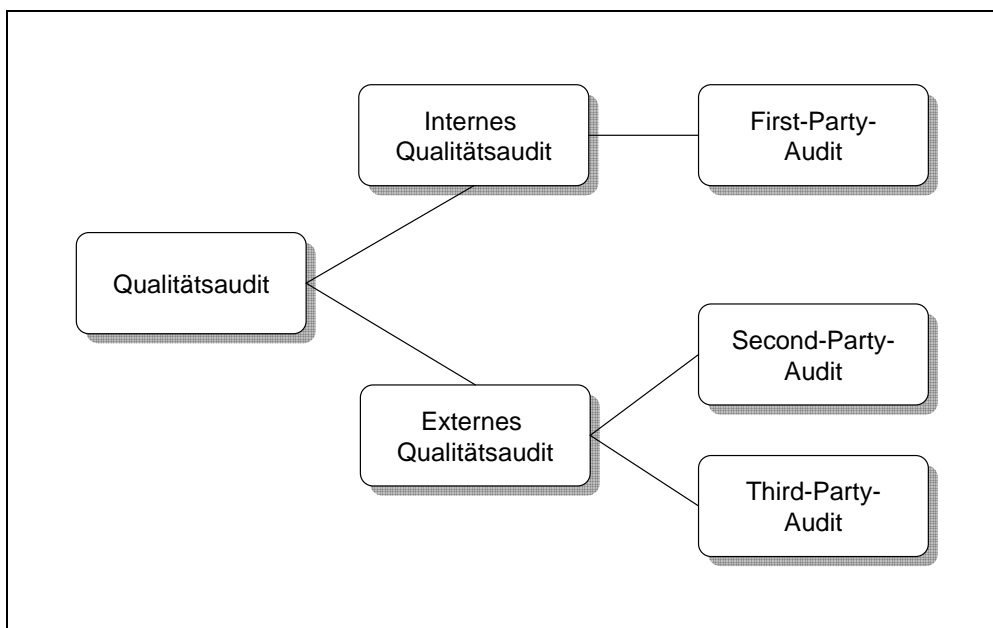 Internes
Qualitätsaudit
First-Party-
Audit
Qualitätsaudit
Second-Party-
Audit
Externes
Qualitätsaudit
Third-Party-
Audit